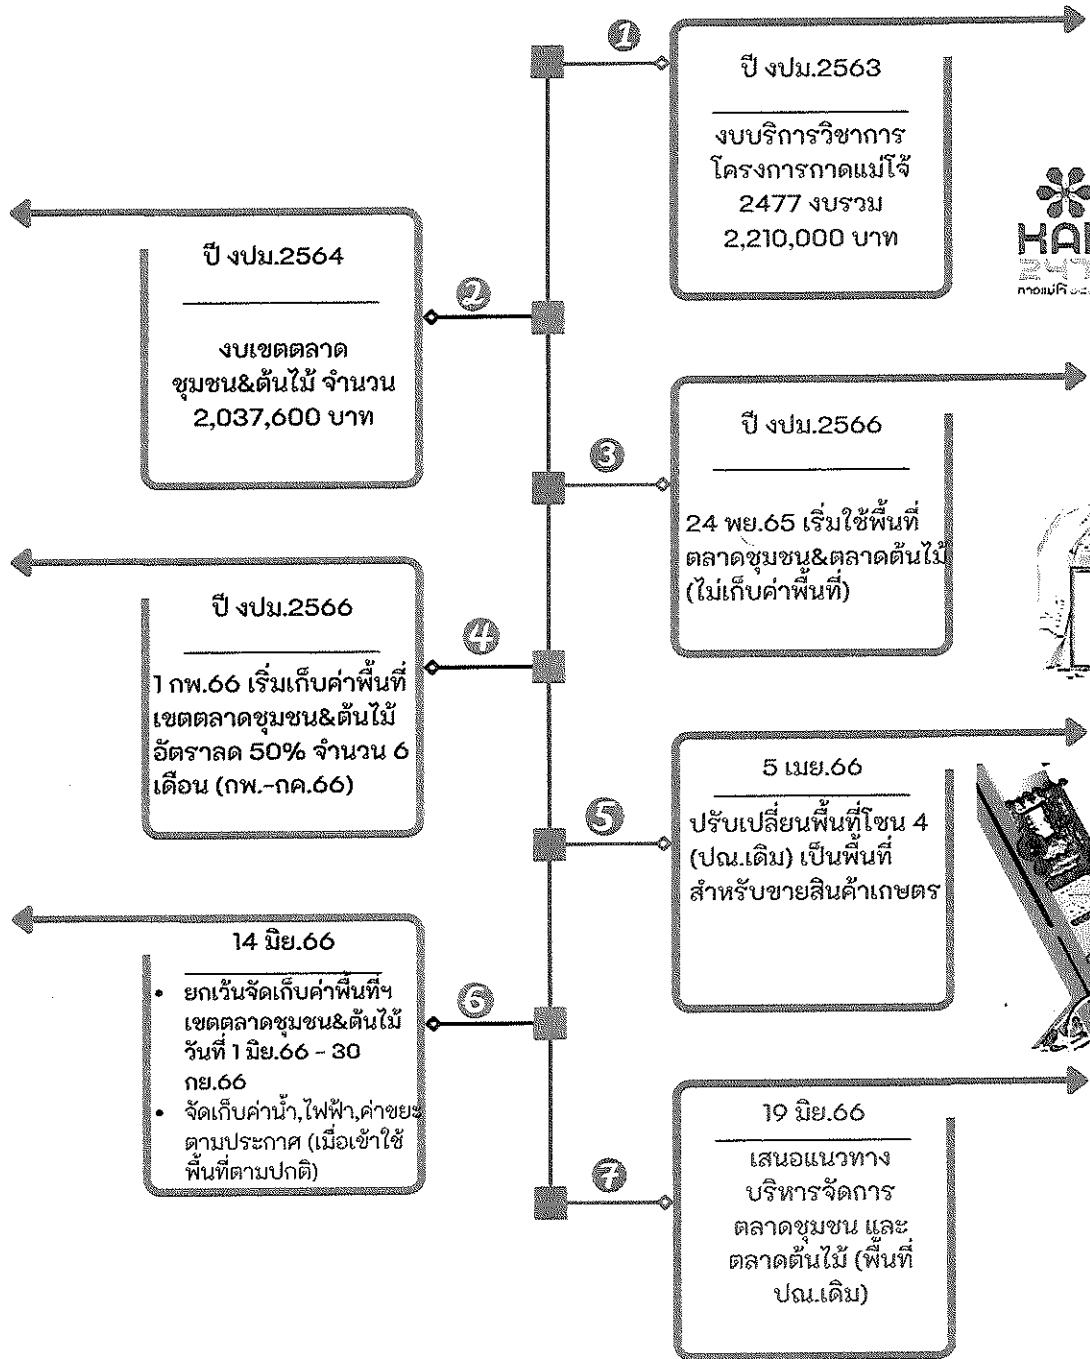 1
ปี งปม.2563
งบบริการวิชาการ
โครงการกาดแม่โจ้
2477 งบรวม
2,210,000 บาท
2
ปี งปม.2564
งบเขตตลาด
ชุมชน&ต้นไม้ จำนวน
2,037,600 บาท
3
ปี งปม.2566
24 พย.65 เริ่มใช้พื้นที่
ตลาดชุมชน&ตลาดต้นไม้
(ไม่เก็บค่าพื้นที่)
4
ปี งปม.2566
1 กพ.66 เริ่มเก็บค่าพื้นที่
เขตตลาดชุมชน&ต้นไม้
อัตราลด 50% จำนวน 6
เดือน (กพ.-กค.66)
5
5 เมย.66
ปรับเปลี่ยนพื้นที่โซน 4
(ปณ.เดิม) เป็นพื้นที่
สำหรับขายสินค้าเกษตร
6
14 มิย.66
• ยกเว้นจัดเก็บค่าพื้นที่ฯ
เขตตลาดชุมชน&ต้นไม้
วันที่ 1 มิย.66 - 30
กย.66
• จัดเก็บค่าน้ำ,ไฟฟ้า,ค่าขยะ
ตามประกาศ (เมื่อเข้าใช้
พื้นที่ตามปกติ)
7
19 มิย.66
เสนอแนวทาง
บริหารจัดการ
ตลาดชุมชน และ
ตลาดต้นไม้ (พื้นที่
ปณ.เดิม)